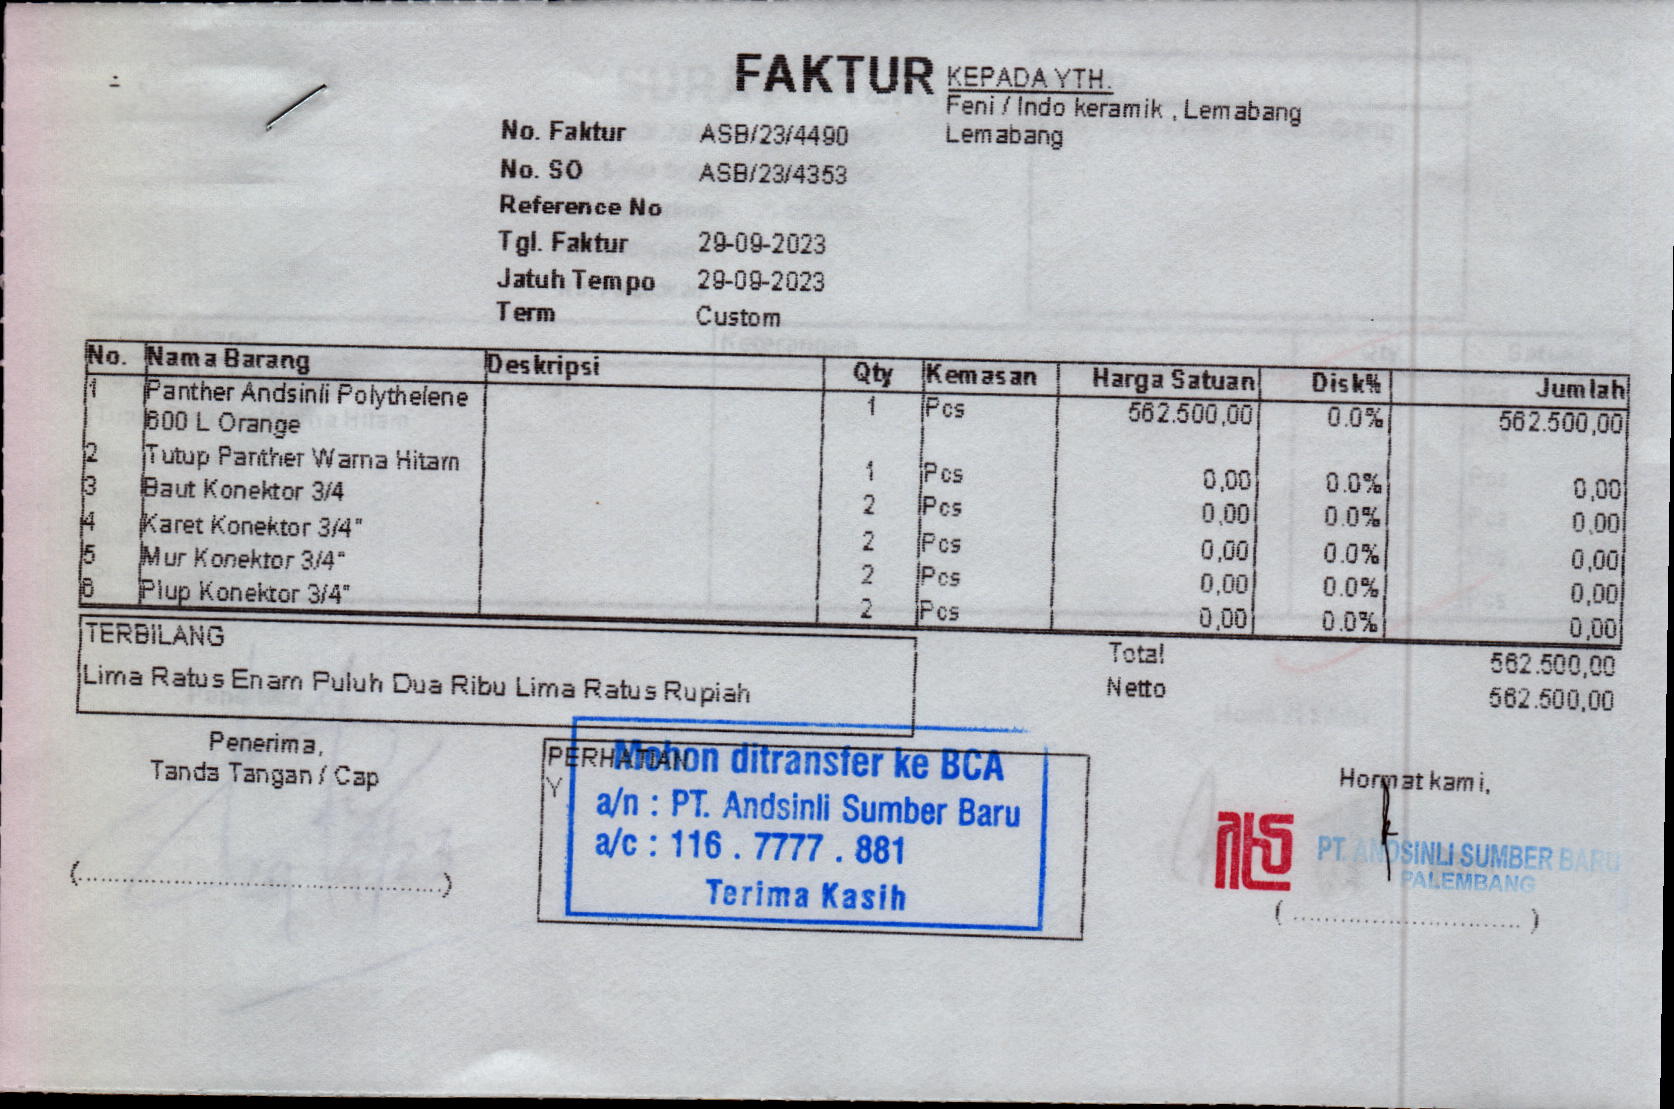 FAKTUR
KEPADA YTH.
Feni / Indo keramik , Lemabang
Lemabang
No. Faktur ASB/23/4490
No. SO ASB/23/4353
Reference No
Tgl. Faktur 29-09-2023
Jatuh Tempo 29-09-2023
Term Custom
No. Nama Barang Deskripsi Qty Kemasan Harga Satuan Disk% Jumlah
1 Panther Andsinli Polythelene 1 Pcs 562.500,00 0.0% 562.500,00
600 L Orange
2 Tutup Panther Warna Hitam 1 Pcs 0,00 0.0% 0,00
3 Baut Konektor 3/4 2 Pcs 0,00 0.0% 0,00
4 Karet Konektor 3/4" 2 Pcs 0,00 0.0% 0,00
5 Mur Konektor 3/4" 2 Pcs 0,00 0.0% 0,00
6 Plup Konektor 3/4" 2 Pcs 0,00 0.0% 0,00
TERBILANG
Lima Ratus Enam Puluh Dua Ribu Lima Ratus Rupiah
Total 562.500,00
Netto 562.500,00
Penerima,
Tanda Tangan / Cap
(....................................................)
PERHATIAN
Y
Mohon ditransfer ke BCA
a/n : PT. Andsinli Sumber Baru
a/c : 116 . 7777 . 881
Terima Kasih
Hormat kami,
PT. ANDSINLI SUMBER BARU
PALEMBANG
( ................................ )